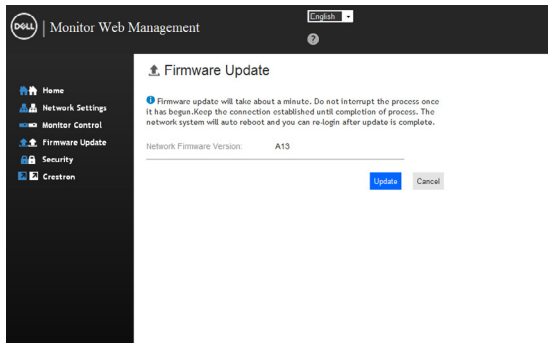 DELL | Monitor Web Management
English
?
Home
Network Settings
Monitor Control
Firmware Update
Security
Crestron
Firmware Update
Firmware update will take about a minute. Do not interrupt the process once
it has begun.Keep the connection established until completion of process. The
network system will auto reboot and you can re-login after update is complete.
Network Firmware Version: A13
Update Cancel